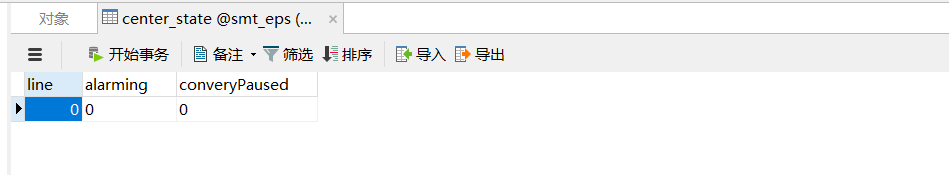 对象
center_state @smt_eps (...
开始事务 备注 筛选 排序 导入 导出
line alarming converyPaused
0 0 0